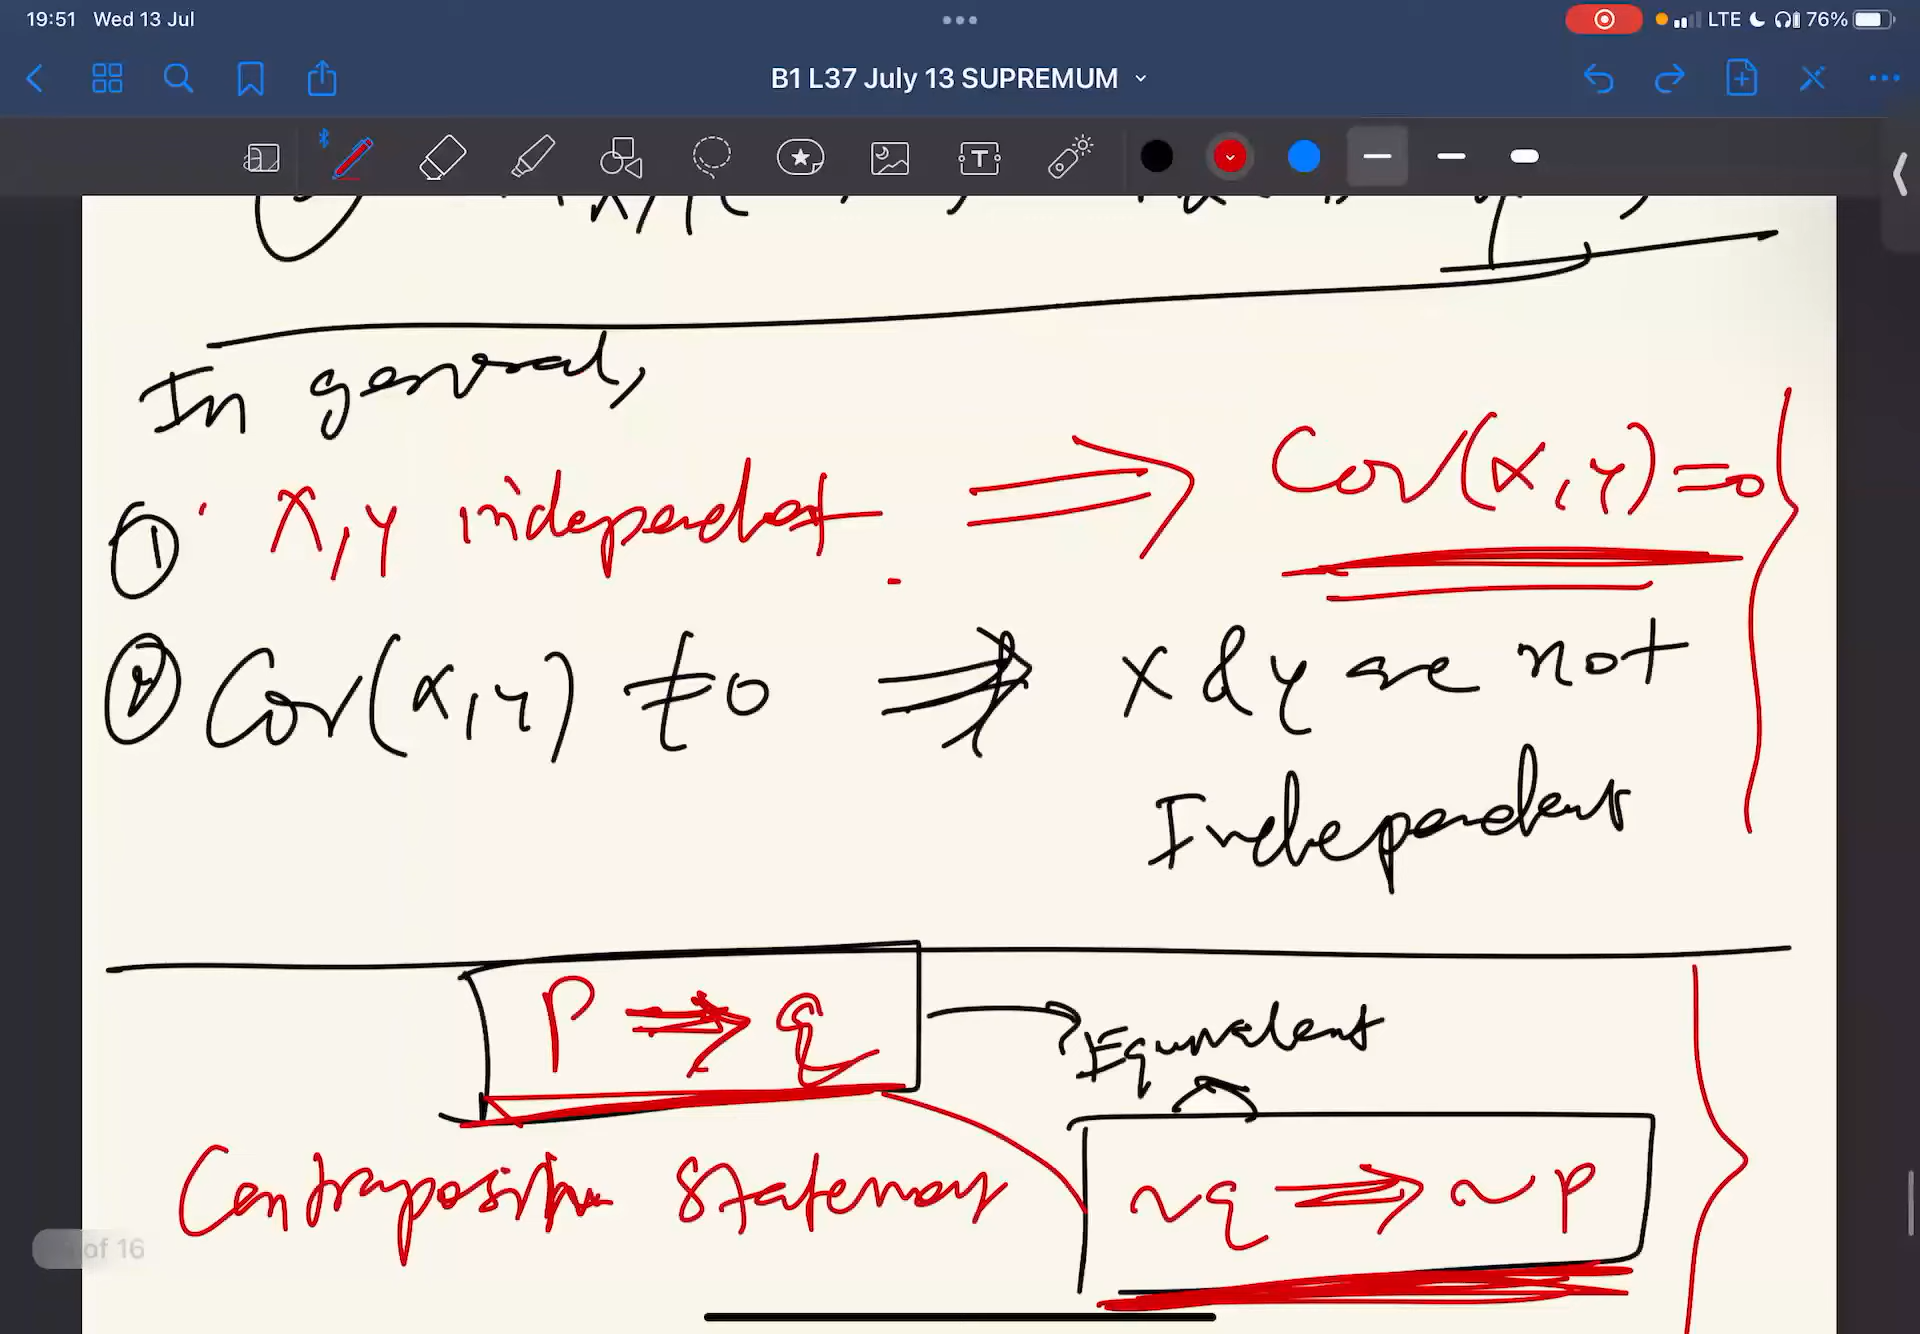 19:51 Wed 13 Jul
LTE 76%
B1 L37 July 13 SUPREMUM
In general,
① X, Y independent ⇒ Cov(X, Y) = 0
② Cov(X, Y) ≠ 0 ⇒ X & Y are not
Independent
P ⇒ q
Equivalent
Contraposition Statement
~q ⇒ ~p
of 16